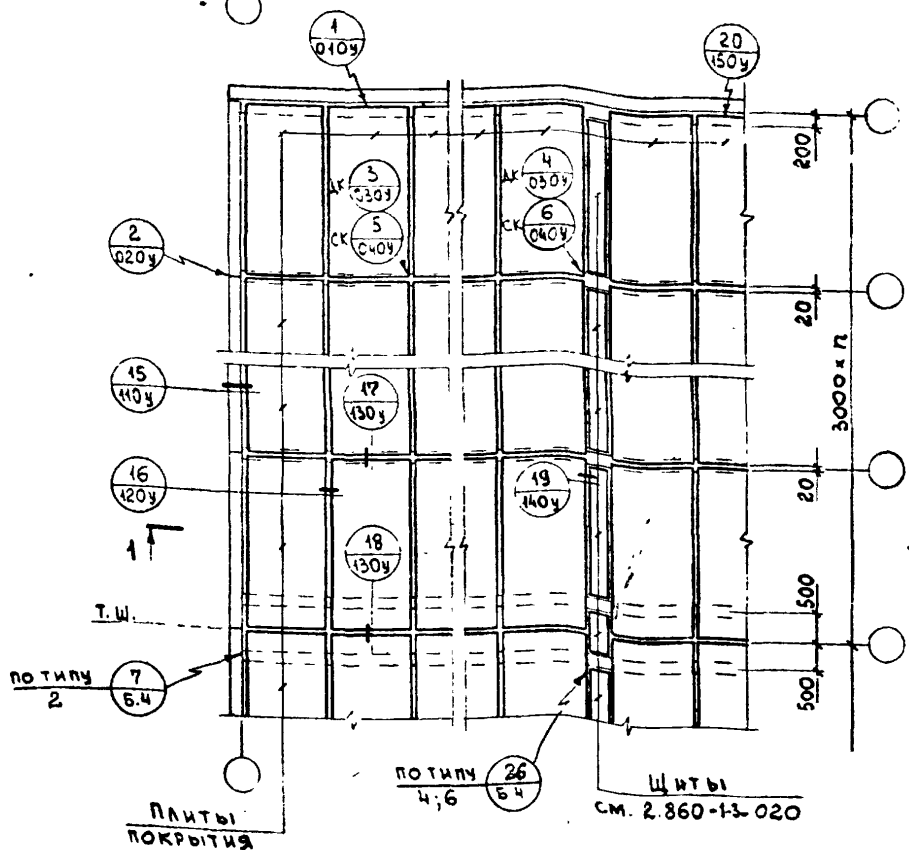 1
010у
20
150у
200
ДК 3
030у
ДК 4
030у
СК 5
040у
СК 6
040у
2
020у
20
15
110у
17
130у
3000 х п
16
120у
19
140у
20
1
18
130у
500
Т.Ш.
ПО ТИПУ 7
2 Б.4
500
ПО ТИПУ 26
4;6 Б.4
ЩИТЫ
СМ. 2.860-1.3-020
ПЛИТЫ
ПОКРЫТИЯ